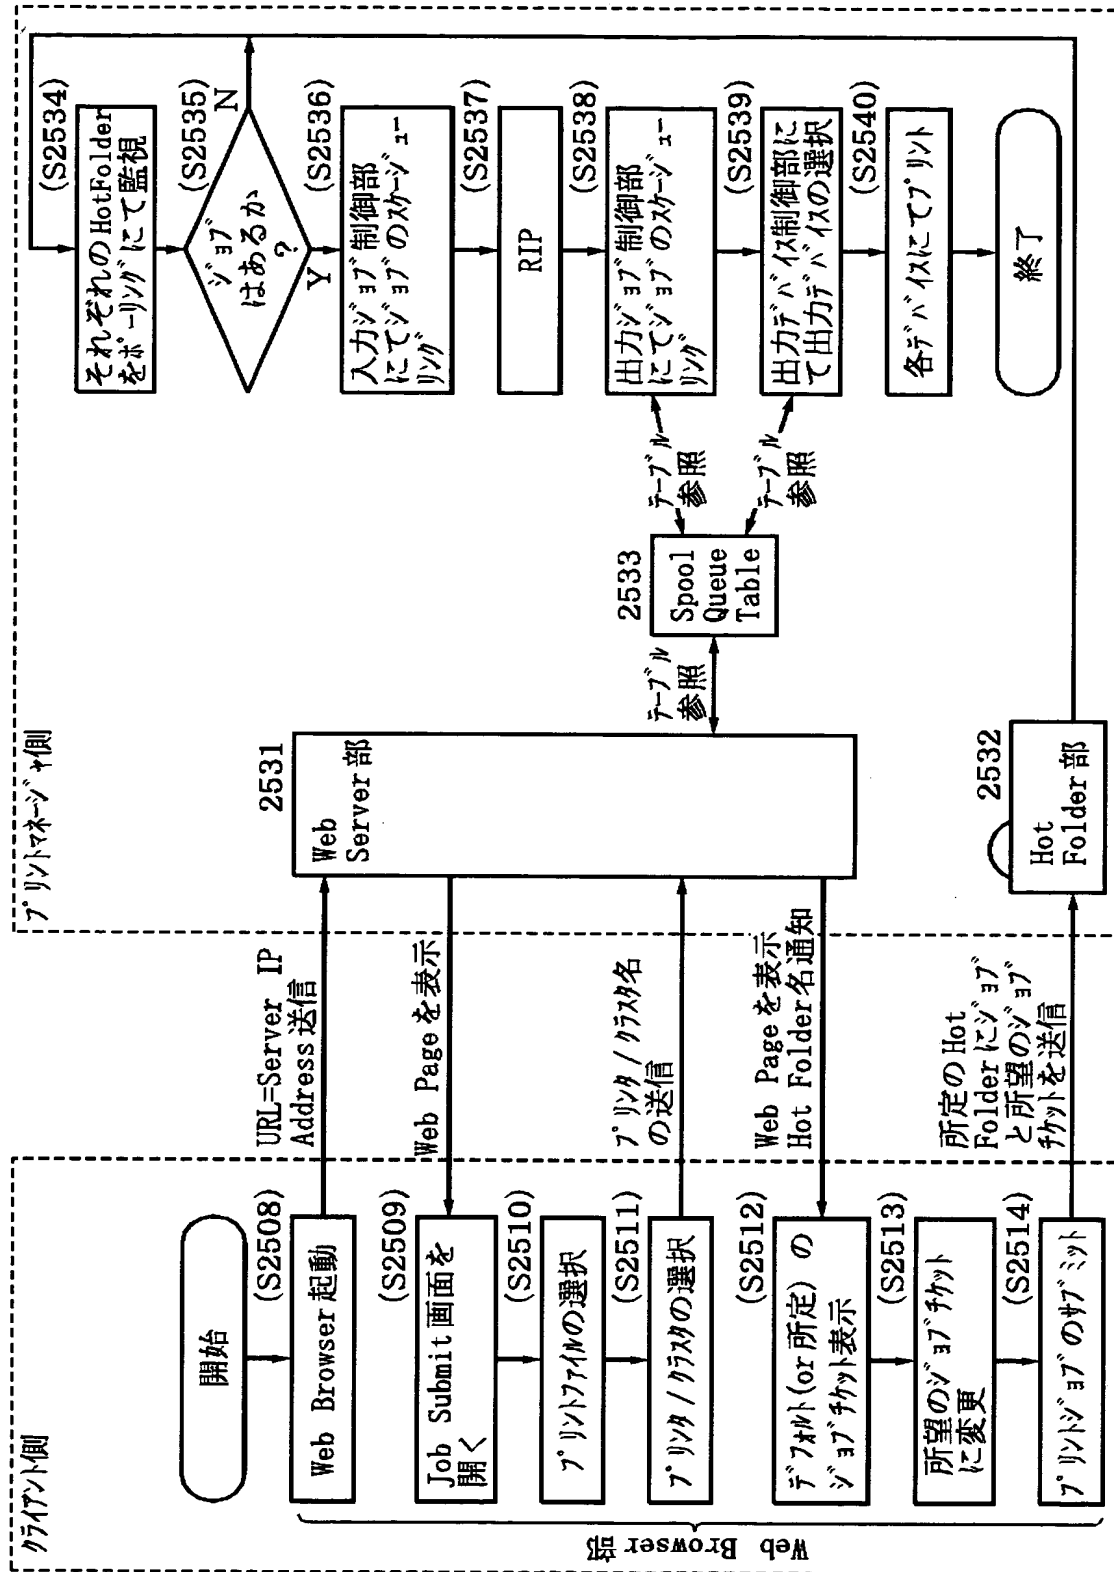 クライアント側
開始
(S2508)
Web Browser起動
(S2509)
Job Submit画面を
開く
(S2510)
プリントファイルの選択
(S2511)
プリンタ/クラスタの選択
(S2512)
デフォルト(or所定)の
ジョブチケット表示
(S2513)
所望のジョブチケット
に変更
(S2514)
プリントジョブのサブミット
Web Browser部
URL=Server IP
Address送信
Web Pageを表示
プリンタ/クラスタ名
の送信
Web Pageを表示
Hot Folder名通知
所定のHot
Folderにジョブ
と所望のジョブ
チケットを送信
プリントマネージャ側
2531
Web
Server部
2532
Hot
Folder部
テーブル
参照
2533
Spool
Queue
Table
テーブル
参照
テーブル
参照
(S2534)
それぞれのHotFolder
をポーリングにて監視
(S2535)
ジョブ
はあるか
?
N
Y
(S2536)
入力ジョブ制御部
にてジョブのスケージュー
リング
(S2537)
RIP
(S2538)
出力ジョブ制御部
にてジョブのスケージュー
リング
(S2539)
出力デバイス制御部に
て出力デバイスの選択
(S2540)
各デバイスにてプリント
終了